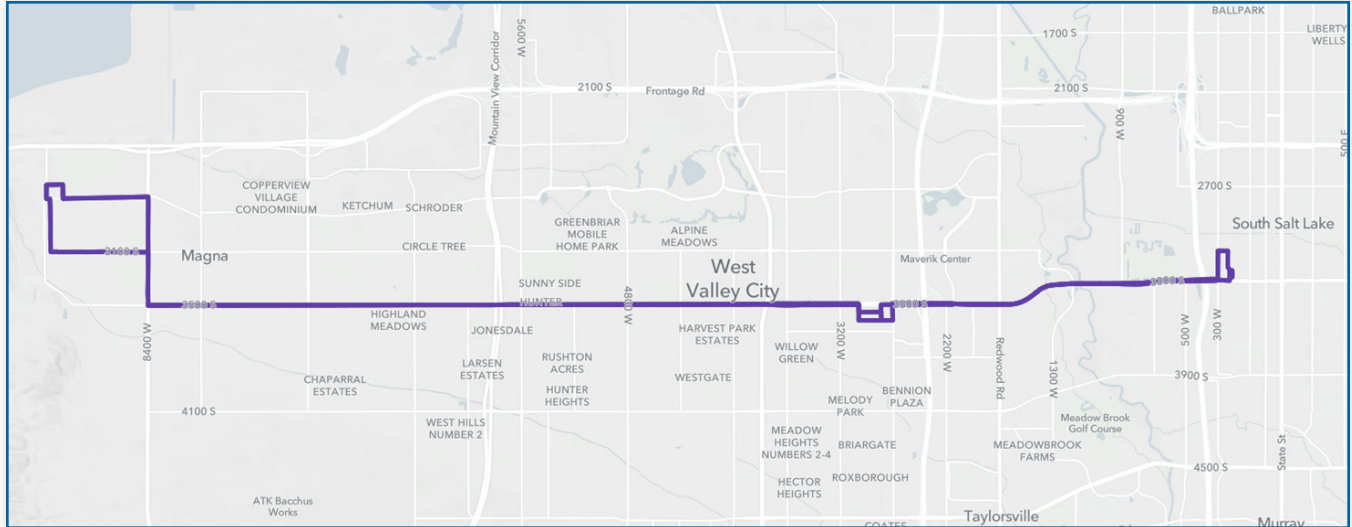 BALLPARK
LIBERTY
WELLS
1700 S
5600 W
Mountain View Corridor
2100 S
Frontage Rd
2100 S
900 W
500 E
2700 S
COPPERVIEW
VILLAGE
CONDOMINIUM
KETCHUM
SCHRODER
GREENBRIAR
MOBILE
HOME PARK
ALPINE
MEADOWS
South Salt Lake
CIRCLE TREE
3100 S
Magna
Maverik Center
West
Valley City
SUNNY SIDE
HUNTER
4800 W
3300 S
3500 S
3500 S
HIGHLAND
MEADOWS
JONESDALE
HARVEST PARK
ESTATES
3200 W
2200 W
Redwood Rd
500 W
300 W
8400 W
WILLOW
GREEN
LARSEN
ESTATES
RUSHTON
ACRES
WESTGATE
1300 W
3900 S
CHAPARRAL
ESTATES
HUNTER
HEIGHTS
BENNION
PLAZA
MELODY
PARK
4100 S
WEST HILLS
NUMBER 2
MEADOW
HEIGHTS
NUMBERS 2-4
BRIARGATE
MEADOWBROOK
FARMS
Meadow Brook
Golf Course
State St
4500 S
ROXBOROUGH
HECTOR
HEIGHTS
ATK Bacchus
Works
Taylorsville
COATES
Murray